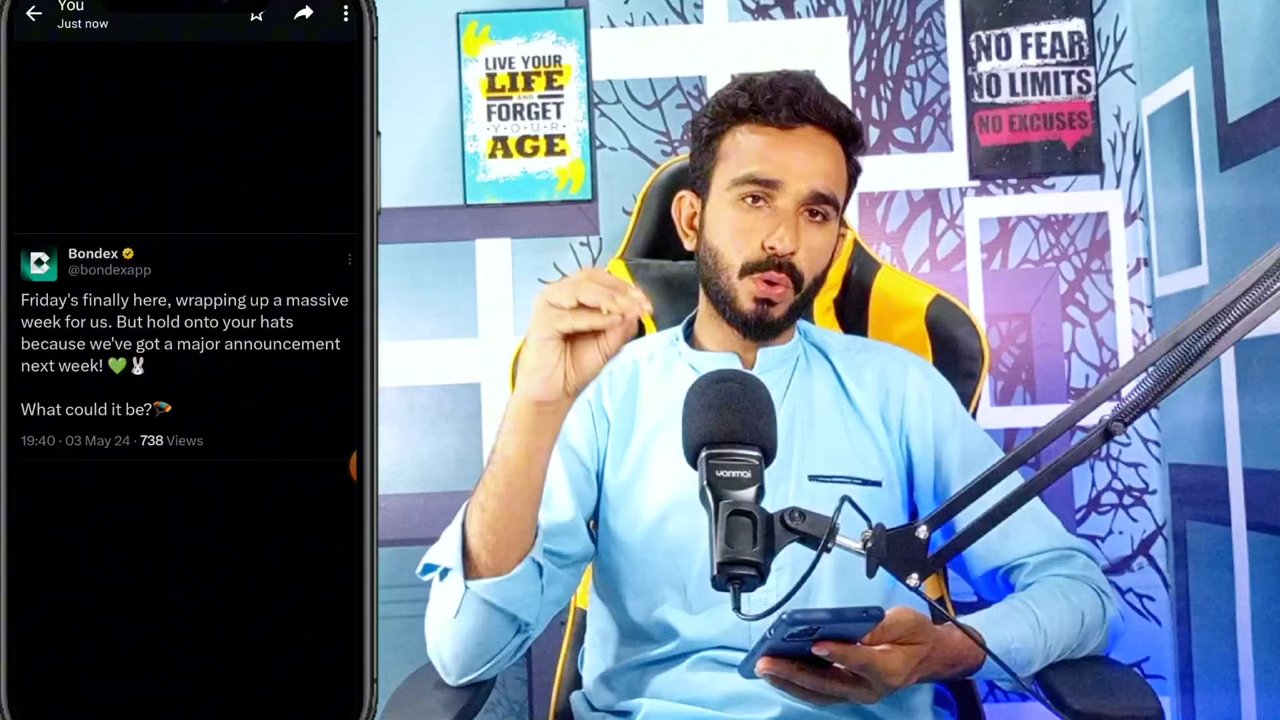 You
Just now
Bondex
@bondexapp
Friday's finally here, wrapping up a massive
week for us. But hold onto your hats
because we've got a major announcement
next week! 💚🐰
What could it be?🪂
19:40 · 03 May 24 · 738 Views
LIVE YOUR
LIFE
AND
FORGET
·Y·O·U·R·
AGE
NO FEAR
NO LIMITS
NO EXCUSES
yanmai